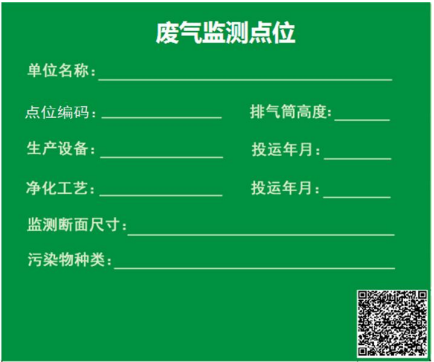 废气监测点位
单位名称：
点位编码： 排气筒高度：
生产设备： 投运年月：
净化工艺： 投运年月：
监测断面尺寸：
污染物种类：